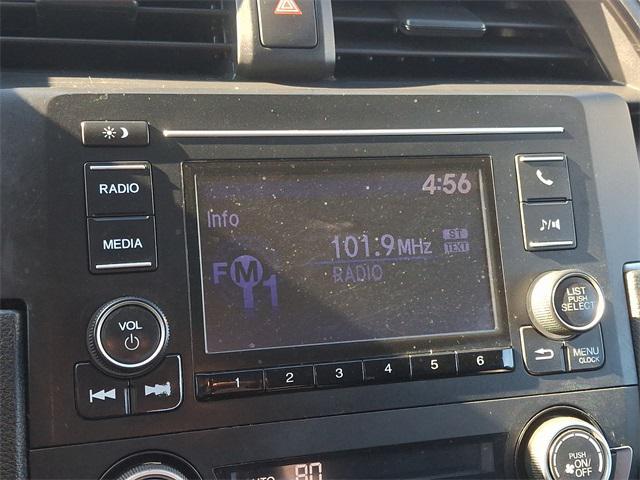 4:56
RADIO
Info
101.9MHz
ST
MEDIA
TEXT
FM1
RADIO
LIST
PUSH
SELECT
VOL
MENU
CLOCK
1 2 3 4 5 6
PUSH
ON/
OFF
AUTO
80